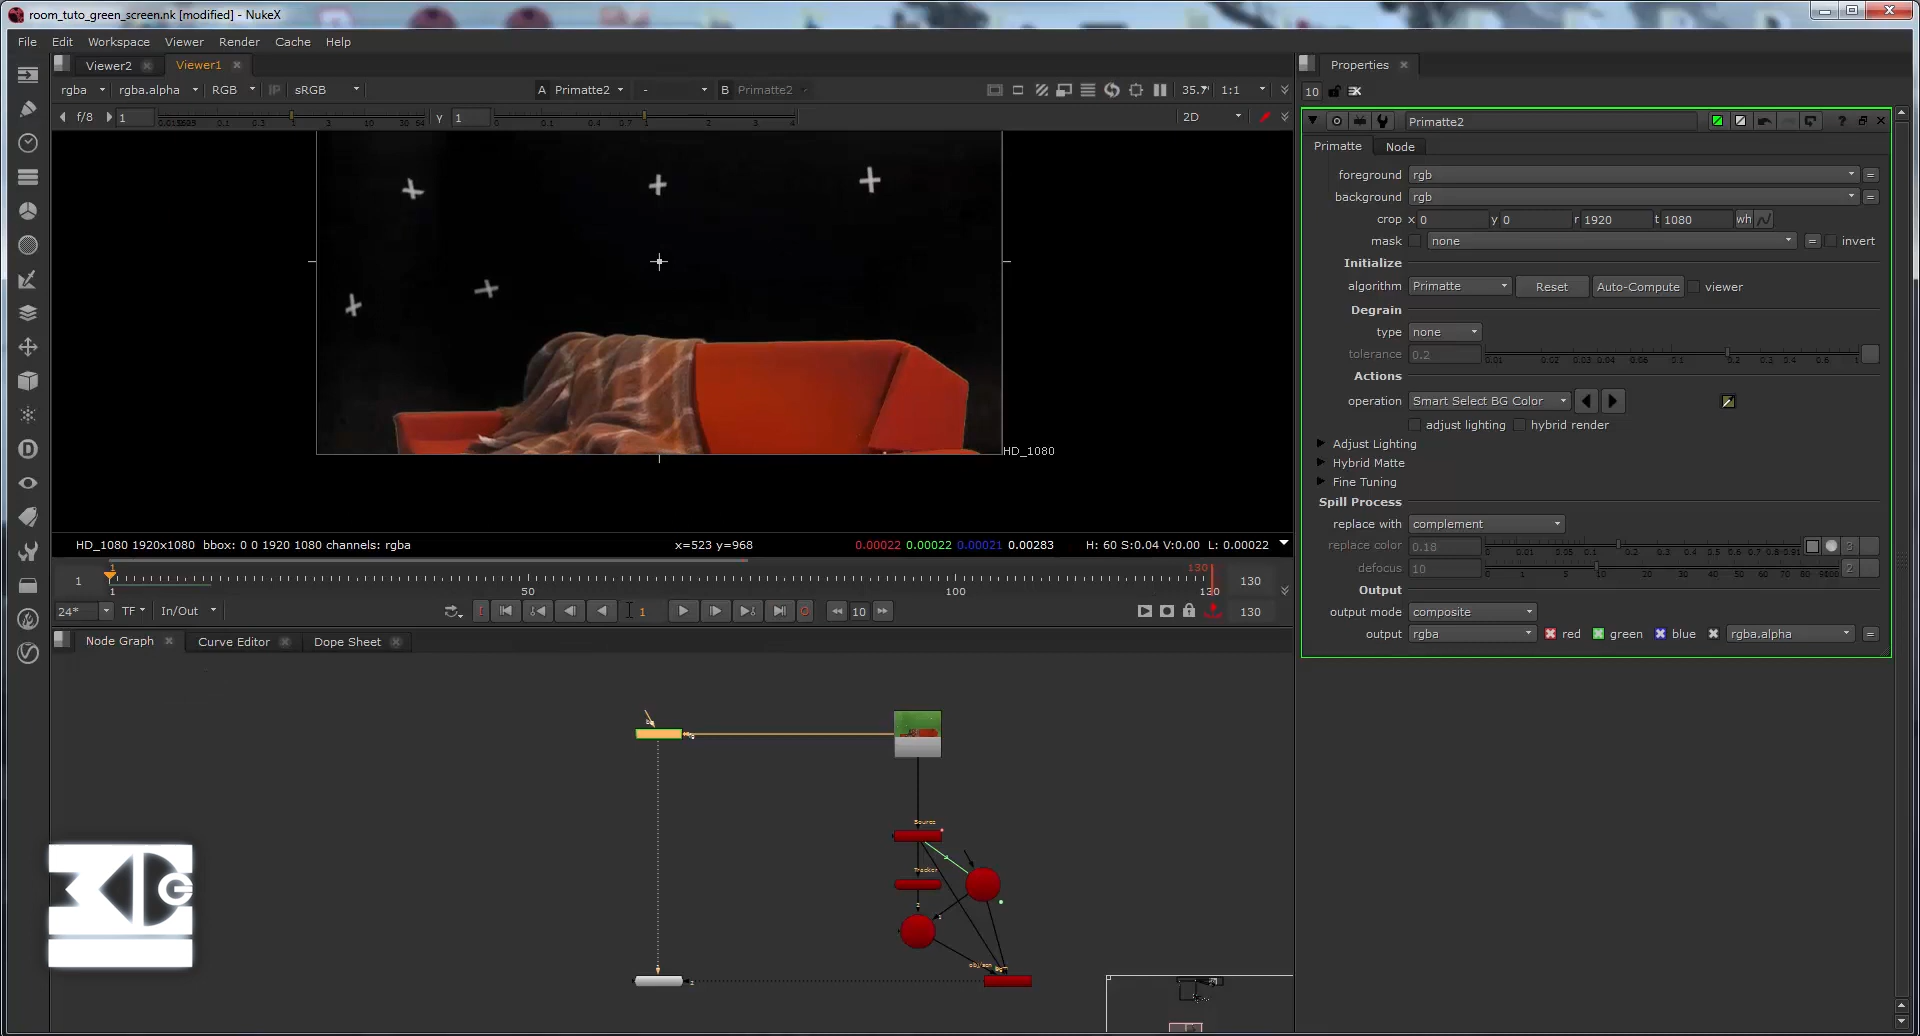 room_tuto_green_screen.nk [modified] - NukeX
File Edit Workspace Viewer Render Cache Help
Viewer2 Viewer1
rgba rgba.alpha RGB IP sRGB A Primatte2 - B Primatte2 35.7 1:1
f/8 1 y 1 2D
HD_1080
HD_1080 1920x1080 bbox: 0 0 1920 1080 channels: rgba x=523 y=968 0.00022 0.00022 0.00021 0.00283 H: 60 S:0.04 V:0.00 L: 0.00022
1 1 1 50 100 130 130 130
24* TF In/Out 1 10 130
Node Graph Curve Editor Dope Sheet
Source
Tracker
Properties
10
Primatte2
Primatte Node
foreground rgb
background rgb
crop x 0 y 0 r 1920 t 1080 wh
mask none = invert
Initialize
algorithm Primatte Reset Auto-Compute viewer
Degrain
type none
tolerance 0.2
Actions
operation Smart Select BG Color
adjust lighting hybrid render
Adjust Lighting
Hybrid Matte
Fine Tuning
Spill Process
replace with complement
replace color 0.18
defocus 10 2
Output
output mode composite
output rgba red green blue rgba.alpha =